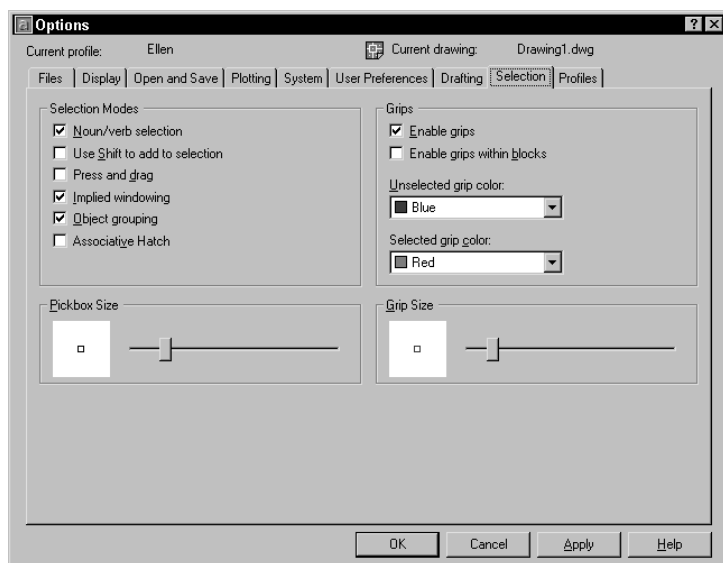 Options
Current profile: Ellen Current drawing: Drawing1.dwg
Files Display Open and Save Plotting System User Preferences Drafting Selection Profiles
Selection Modes
Noun/verb selection
Use Shift to add to selection
Press and drag
Implied windowing
Object grouping
Associative Hatch
Grips
Enable grips
Enable grips within blocks
Unselected grip color:
Blue
Selected grip color:
Red
Pickbox Size
Grip Size
OK Cancel Apply Help